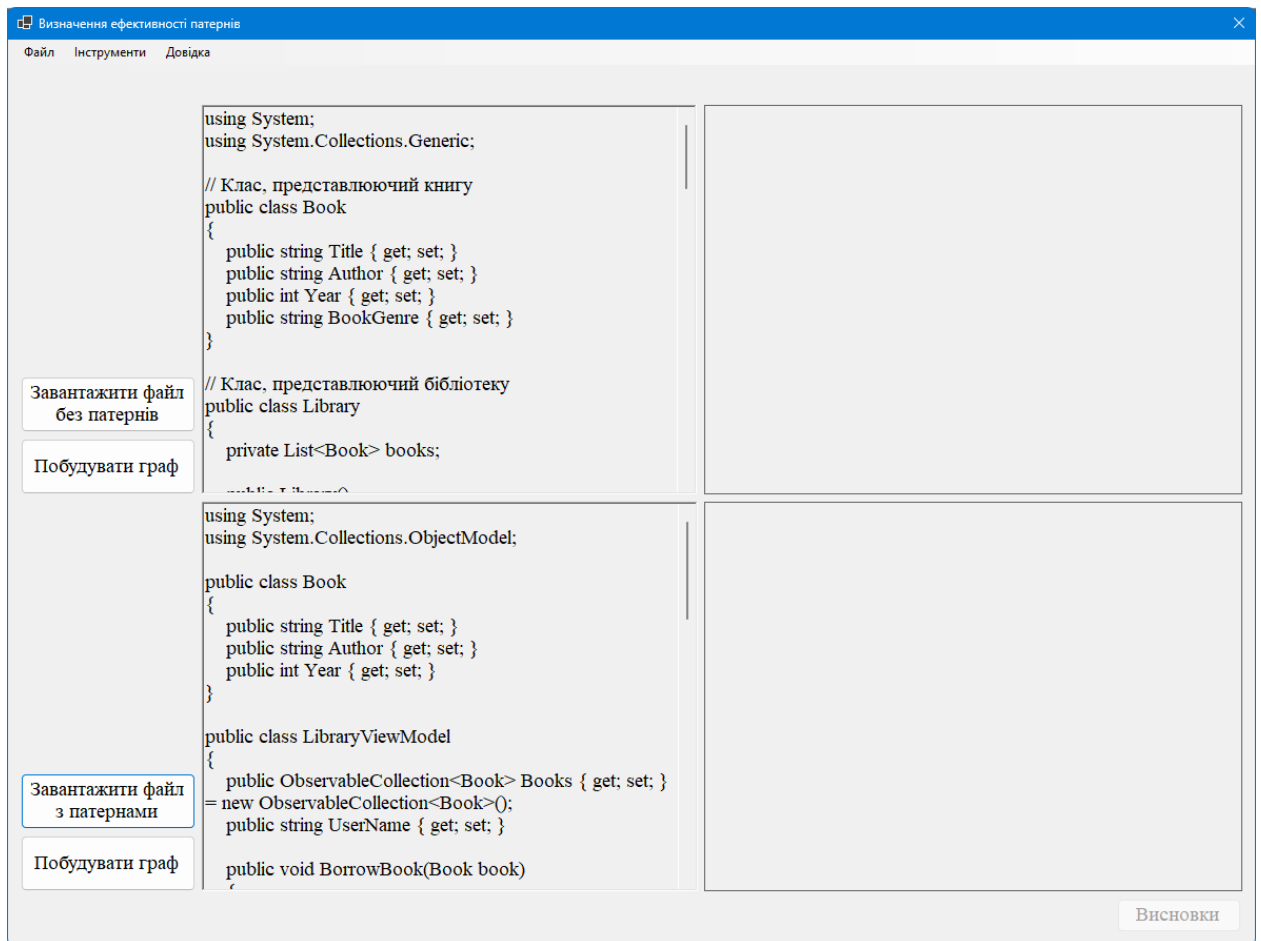 Визначення ефективності патернів
Файл Інструменти Довідка
using System;
using System.Collections.Generic;
// Клас, представлюючий книгу
public class Book
{
public string Title { get; set; }
public string Author { get; set; }
public int Year { get; set; }
public string BookGenre { get; set; }
}
// Клас, представлюючий бібліотеку
public class Library
{
private List<Book> books;
public Library()
Завантажити файл
без патернів
Побудувати граф
using System;
using System.Collections.ObjectModel;
public class Book
{
public string Title { get; set; }
public string Author { get; set; }
public int Year { get; set; }
}
public class LibraryViewModel
{
public ObservableCollection<Book> Books { get; set; }
= new ObservableCollection<Book>();
public string UserName { get; set; }
public void BorrowBook(Book book)
{
Завантажити файл
з патернами
Побудувати граф
Висновки